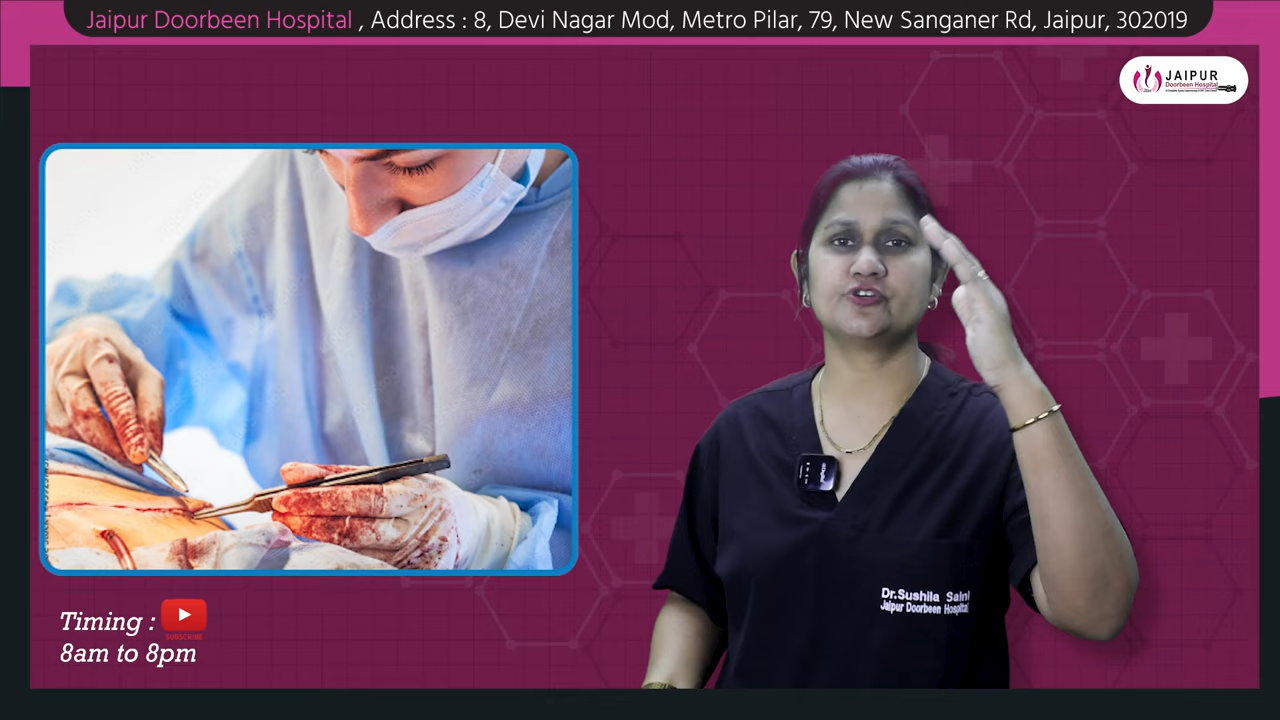 Jaipur Doorbeen Hospital , Address : 8, Devi Nagar Mod, Metro Pilar, 79, New Sanganer Rd, Jaipur, 302019
JAIPUR
Doorbeen Hospital
Dr.Sushila Saini
Jaipur Doorbeen Hospital
Timing :
SUBSCRIBE
8am to 8pm